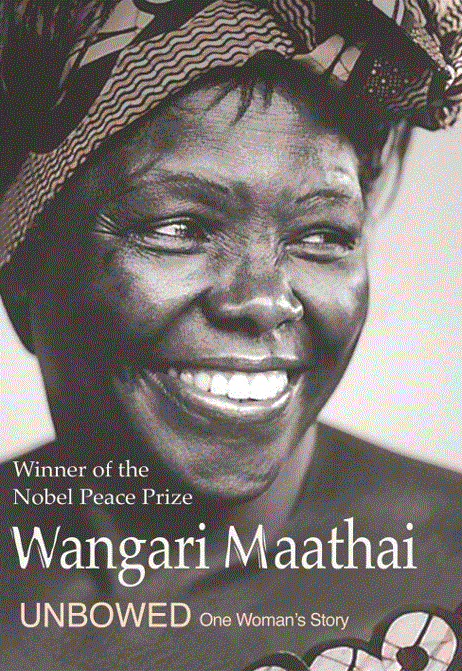 Winner of the
Nobel Peace Prize
Wangari Maathai
UNBOWED One Woman's Story